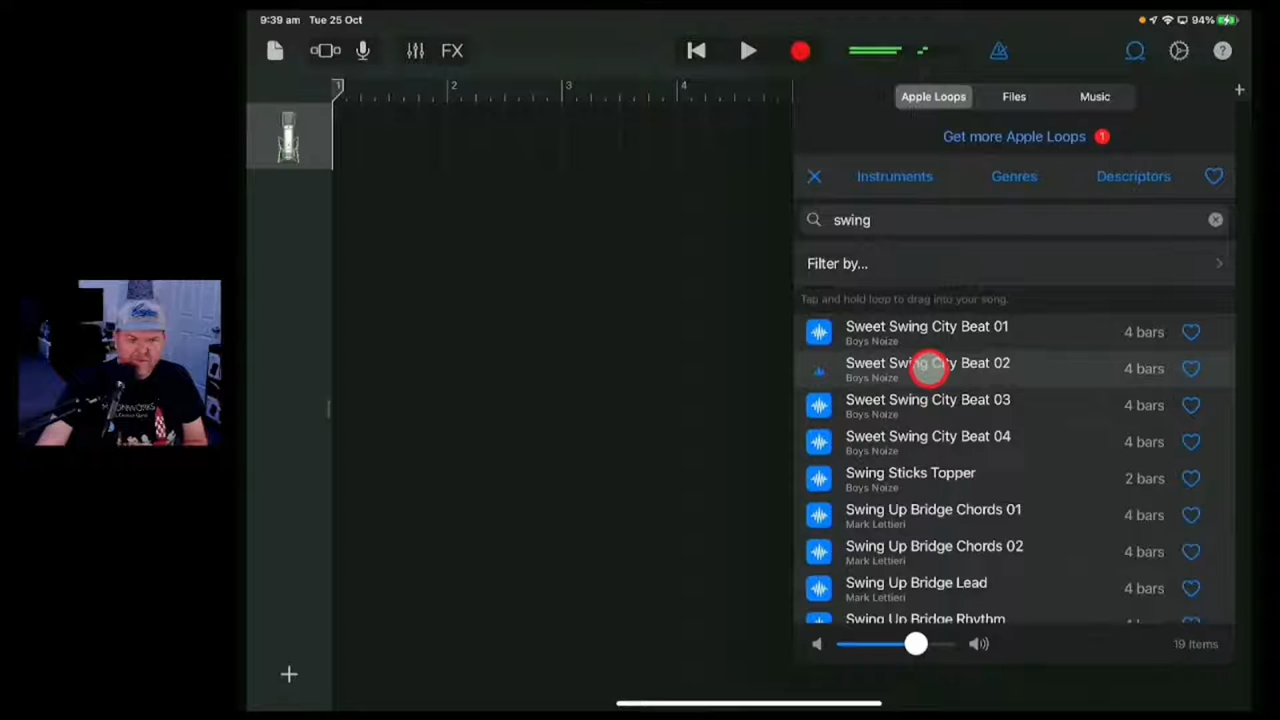 9:39 am Tue 25 Oct
94%
FX
1 2 3 4
Apple Loops Files Music
Get more Apple Loops 1
Instruments Genres Descriptors
swing
Filter by...
Tap and hold loop to drag into your song.
Sweet Swing City Beat 01
Boys Noize
4 bars
Sweet Swing City Beat 02
Boys Noize
4 bars
Sweet Swing City Beat 03
Boys Noize
4 bars
Sweet Swing City Beat 04
Boys Noize
4 bars
Swing Sticks Topper
Boys Noize
2 bars
Swing Up Bridge Chords 01
Mark Lettieri
4 bars
Swing Up Bridge Chords 02
Mark Lettieri
4 bars
Swing Up Bridge Lead
Mark Lettieri
4 bars
Swing Up Bridge Rhythm
19 Items